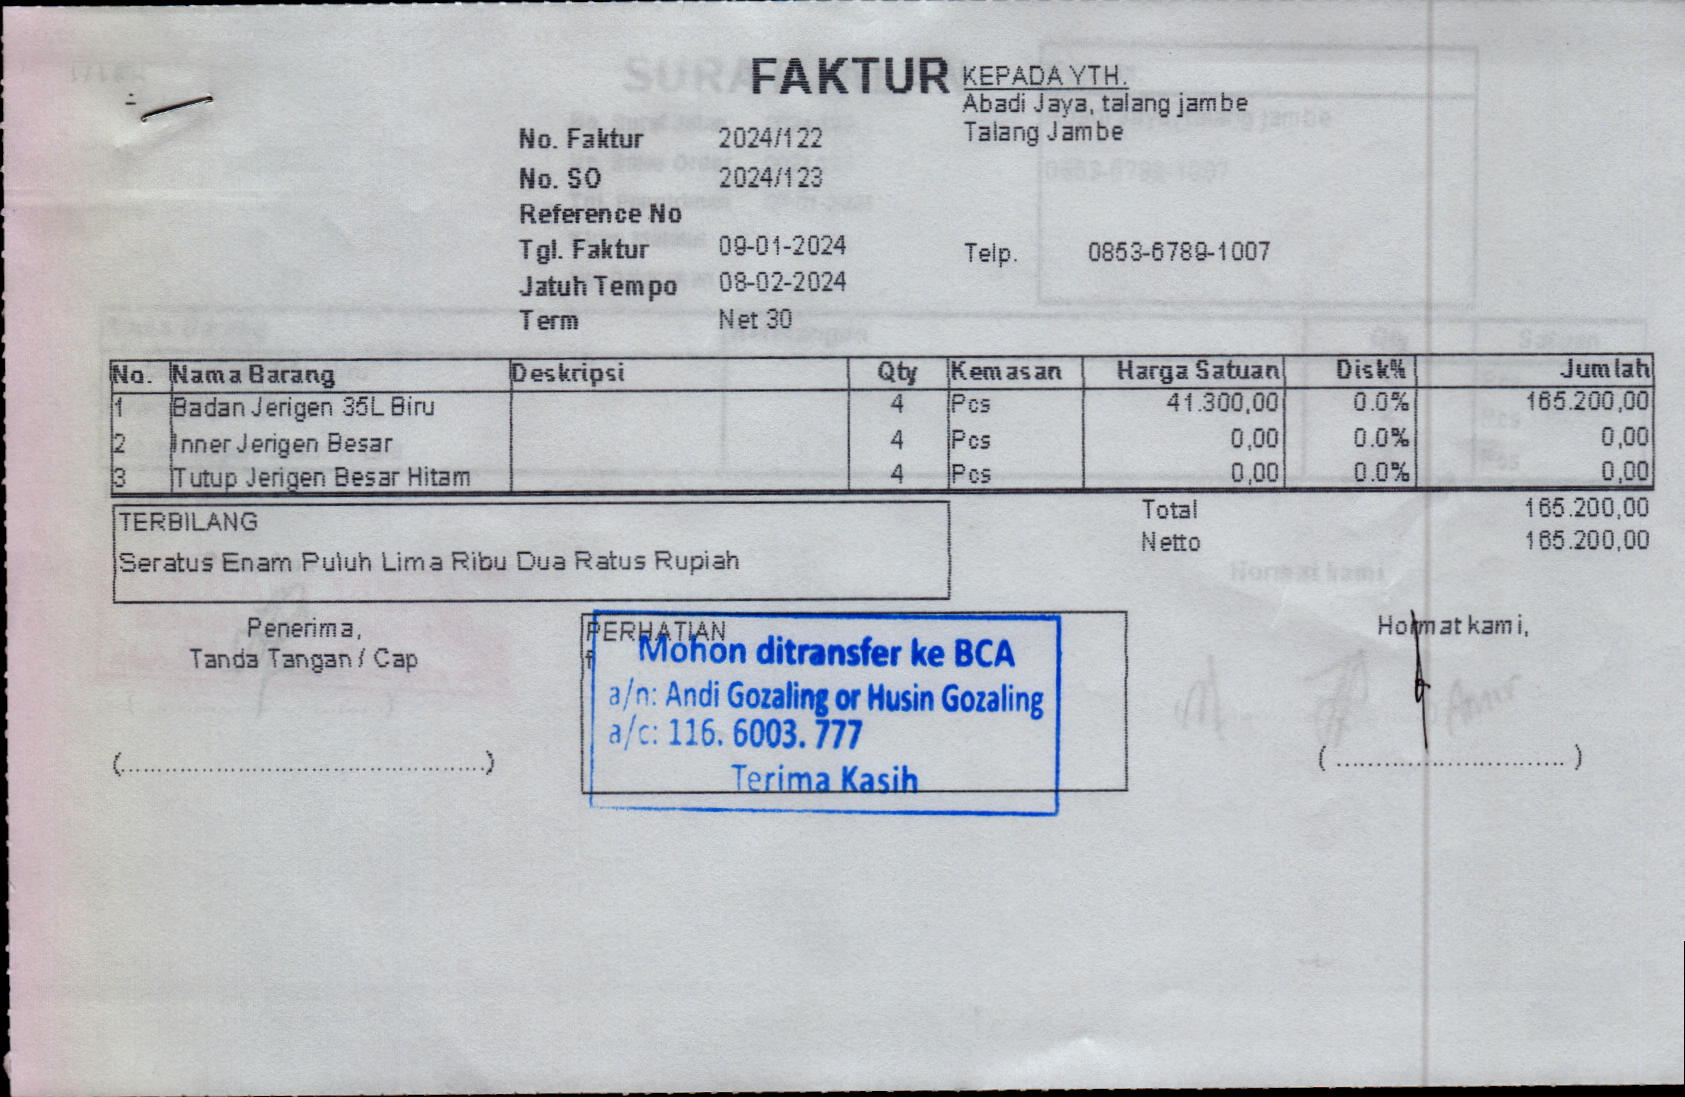 FAKTUR
KEPADA YTH.
Abadi Jaya, talang jambe
Talang Jambe
No. Faktur 2024/122
No. SO 2024/123
Reference No
Tgl. Faktur 09-01-2024
Telp. 0853-6789-1007
Jatuh Tempo 08-02-2024
Term Net 30
No. Nama Barang Deskripsi Qty Kemasan Harga Satuan Disk% Jumlah
1 Badan Jerigen 35L Biru 4 Pcs 41.300,00 0.0% 165.200,00
2 Inner Jerigen Besar 4 Pcs 0,00 0.0% 0,00
3 Tutup Jerigen Besar Hitam 4 Pcs 0,00 0.0% 0,00
Total 165.200,00
Netto 165.200,00
TERBILANG
Seratus Enam Puluh Lima Ribu Dua Ratus Rupiah
Penerima,
Tanda Tangan / Cap
(................................................)
PERHATIAN
Mohon ditransfer ke BCA
a/n: Andi Gozaling or Husin Gozaling
a/c: 116. 6003. 777
Terima Kasih
Hormat kami,
( .............................. )